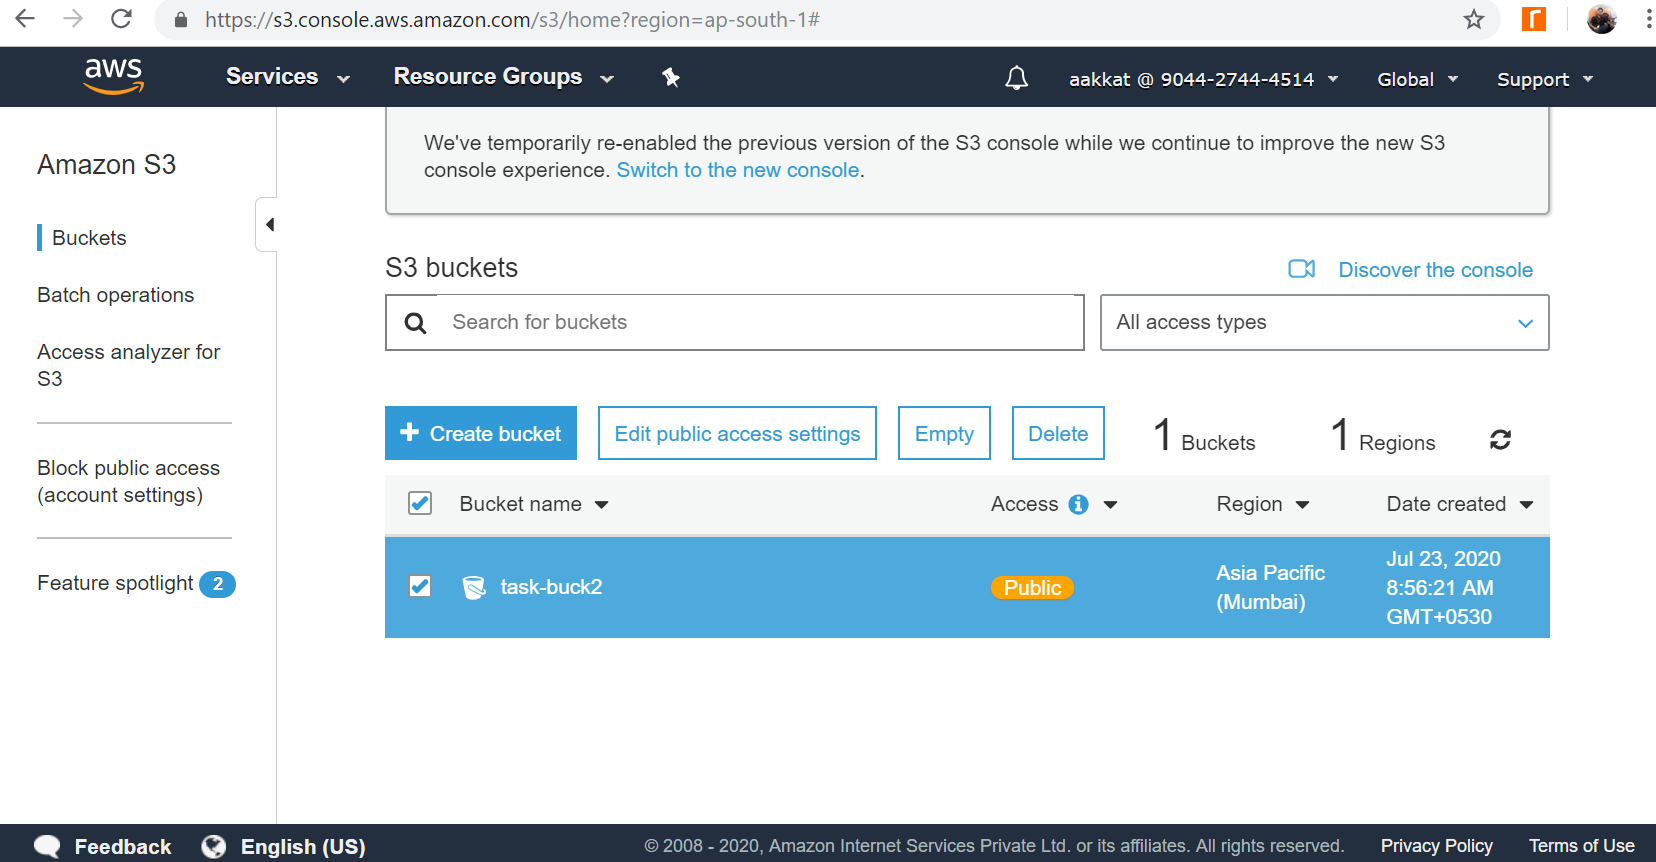 https://s3.console.aws.amazon.com/s3/home?region=ap-south-1#
aws
Services
Resource Groups
aakkat @ 9044-2744-4514
Global
Support
Amazon S3
Buckets
Batch operations
Access analyzer for
S3
Block public access
(account settings)
Feature spotlight 2
We've temporarily re-enabled the previous version of the S3 console while we continue to improve the new S3
console experience. Switch to the new console.
S3 buckets
Discover the console
Search for buckets
All access types
Create bucket
Edit public access settings
Empty
Delete
1 Buckets
1 Regions
Bucket name
Access
Region
Date created
task-buck2
Public
Asia Pacific
(Mumbai)
Jul 23, 2020
8:56:21 AM
GMT+0530
Feedback
English (US)
© 2008 - 2020, Amazon Internet Services Private Ltd. or its affiliates. All rights reserved.
Privacy Policy
Terms of Use